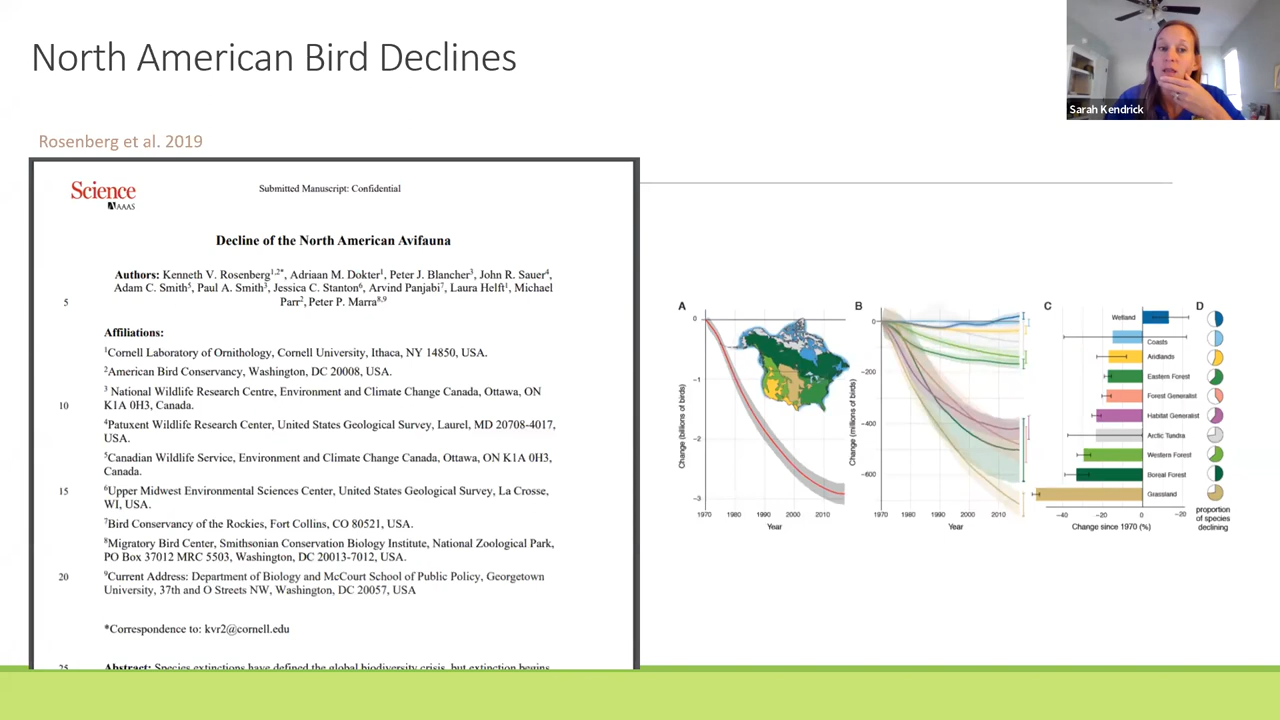 North American Bird Declines
Sarah Kendrick
Rosenberg et al. 2019
Science
AAAS
Submitted Manuscript: Confidential
Decline of the North American Avifauna
Authors: Kenneth V. Rosenberg1,2*, Adriaan M. Dokter1, Peter J. Blancher3, John R. Sauer4,
Adam C. Smith5, Paul A. Smith3, Jessica C. Stanton6, Arvind Panjabi7, Laura Helft1, Michael
5
Parr2, Peter P. Marra8,9
Affiliations:
1Cornell Laboratory of Ornithology, Cornell University, Ithaca, NY 14850, USA.
2American Bird Conservancy, Washington, DC 20008, USA.
3 National Wildlife Research Centre, Environment and Climate Change Canada, Ottawa, ON
10
K1A 0H3, Canada.
4Patuxent Wildlife Research Center, United States Geological Survey, Laurel, MD 20708-4017,
USA.
5Canadian Wildlife Service, Environment and Climate Change Canada, Ottawa, ON K1A 0H3,
Canada.
15
6Upper Midwest Environmental Sciences Center, United States Geological Survey, La Crosse,
WI, USA.
7Bird Conservancy of the Rockies, Fort Collins, CO 80521, USA.
8Migratory Bird Center, Smithsonian Conservation Biology Institute, National Zoological Park,
PO Box 37012 MRC 5503, Washington, DC 20013-7012, USA.
20
9Current Address: Department of Biology and McCourt School of Public Policy, Georgetown
University, 37th and O Streets NW, Washington, DC 20057, USA
*Correspondence to: kvr2@cornell.edu
25
Abstract: Species extinctions have defined the global biodiversity crisis, but extinction begins
A
0
−1
−2
−3
Change (billions of birds)
1970 1980 1990 2000 2010
Year
B
0
−200
−400
−600
Change (millions of birds)
1970 1980 1990 2000 2010
Year
C
Wetland
Coasts
Aridlands
Eastern Forest
Forest Generalist
Habitat Generalist
Arctic Tundra
Western Forest
Boreal Forest
Grassland
−40 −20 0 −20
Change since 1970 (%)
D
proportion
of species
declining